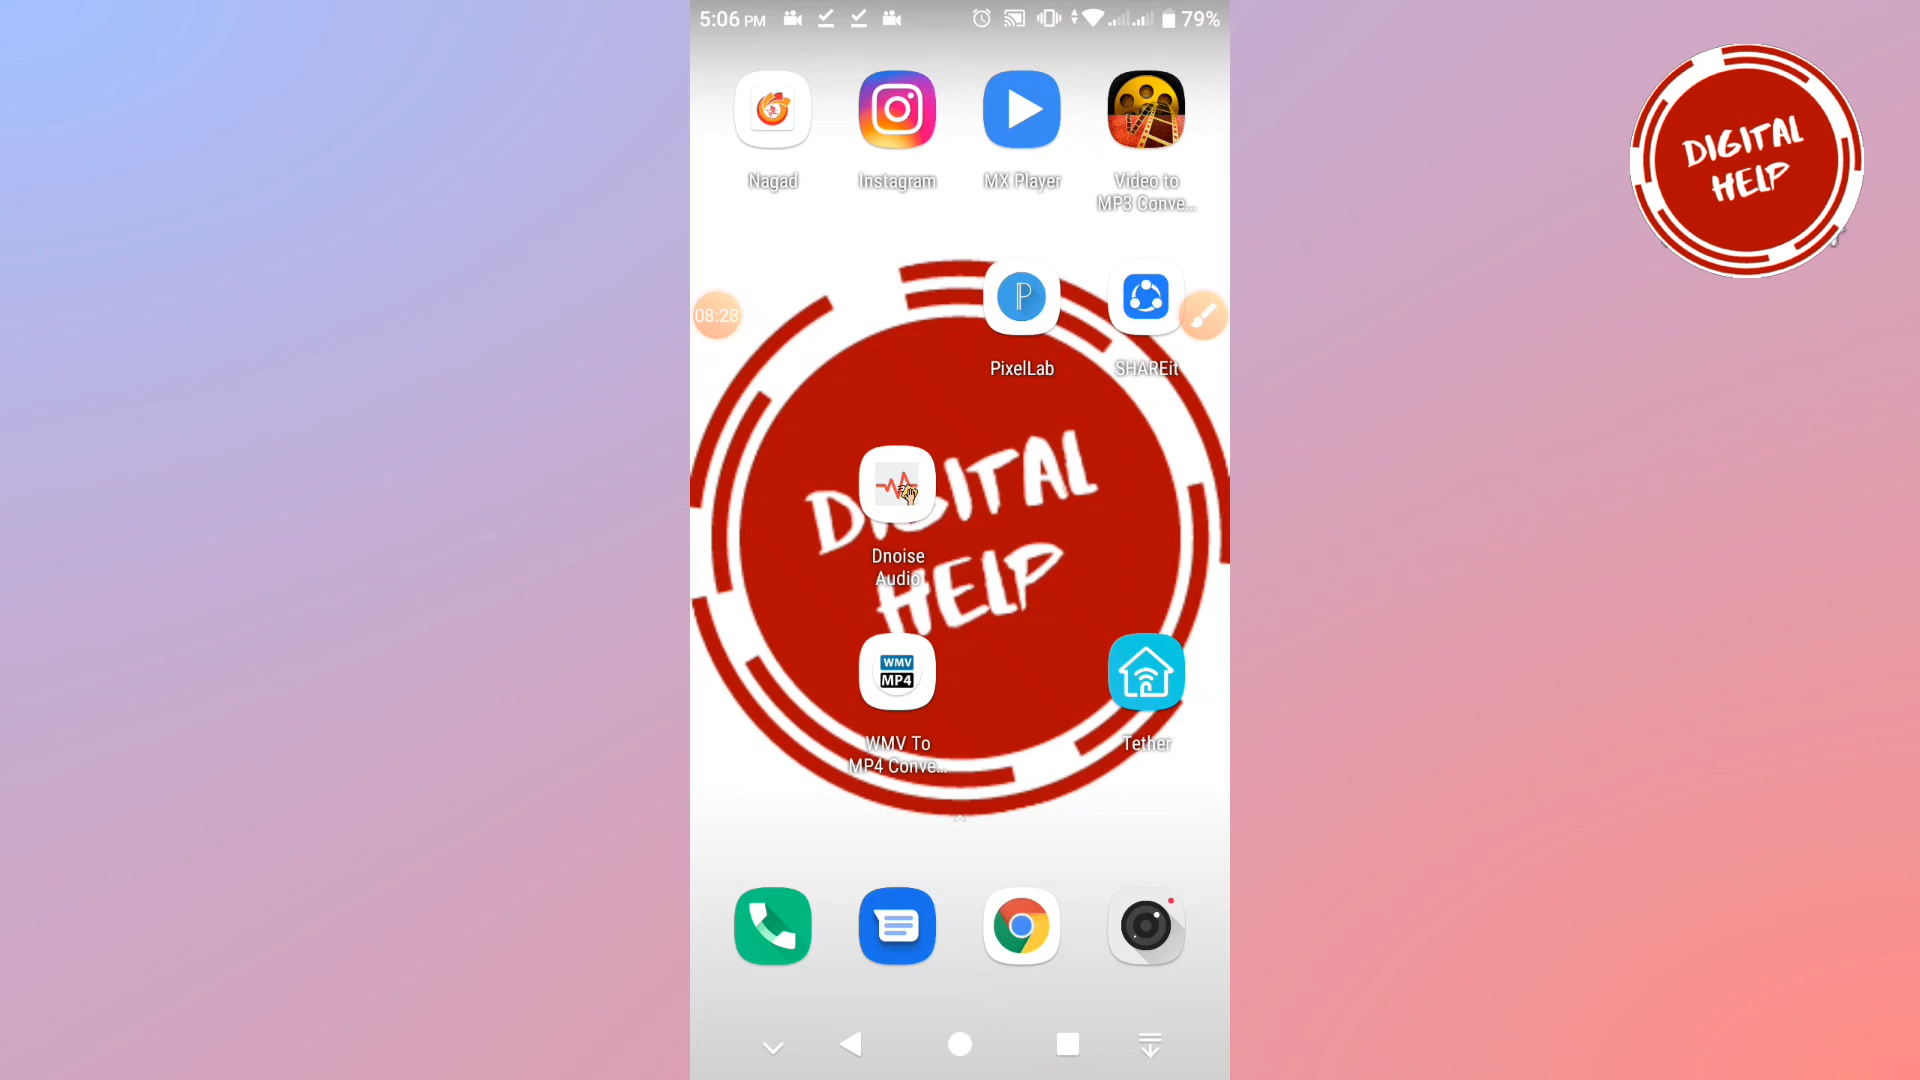 5:06 PM
79%
Nagad
Instagram
MX Player
Video to
MP3 Conve...
08:28
PixelLab
SHAREit
Dnoise
Audio
DIGITAL
HELP
WMV
MP4
WMV To
MP4 Conve...
Tether
DIGITAL
HELP